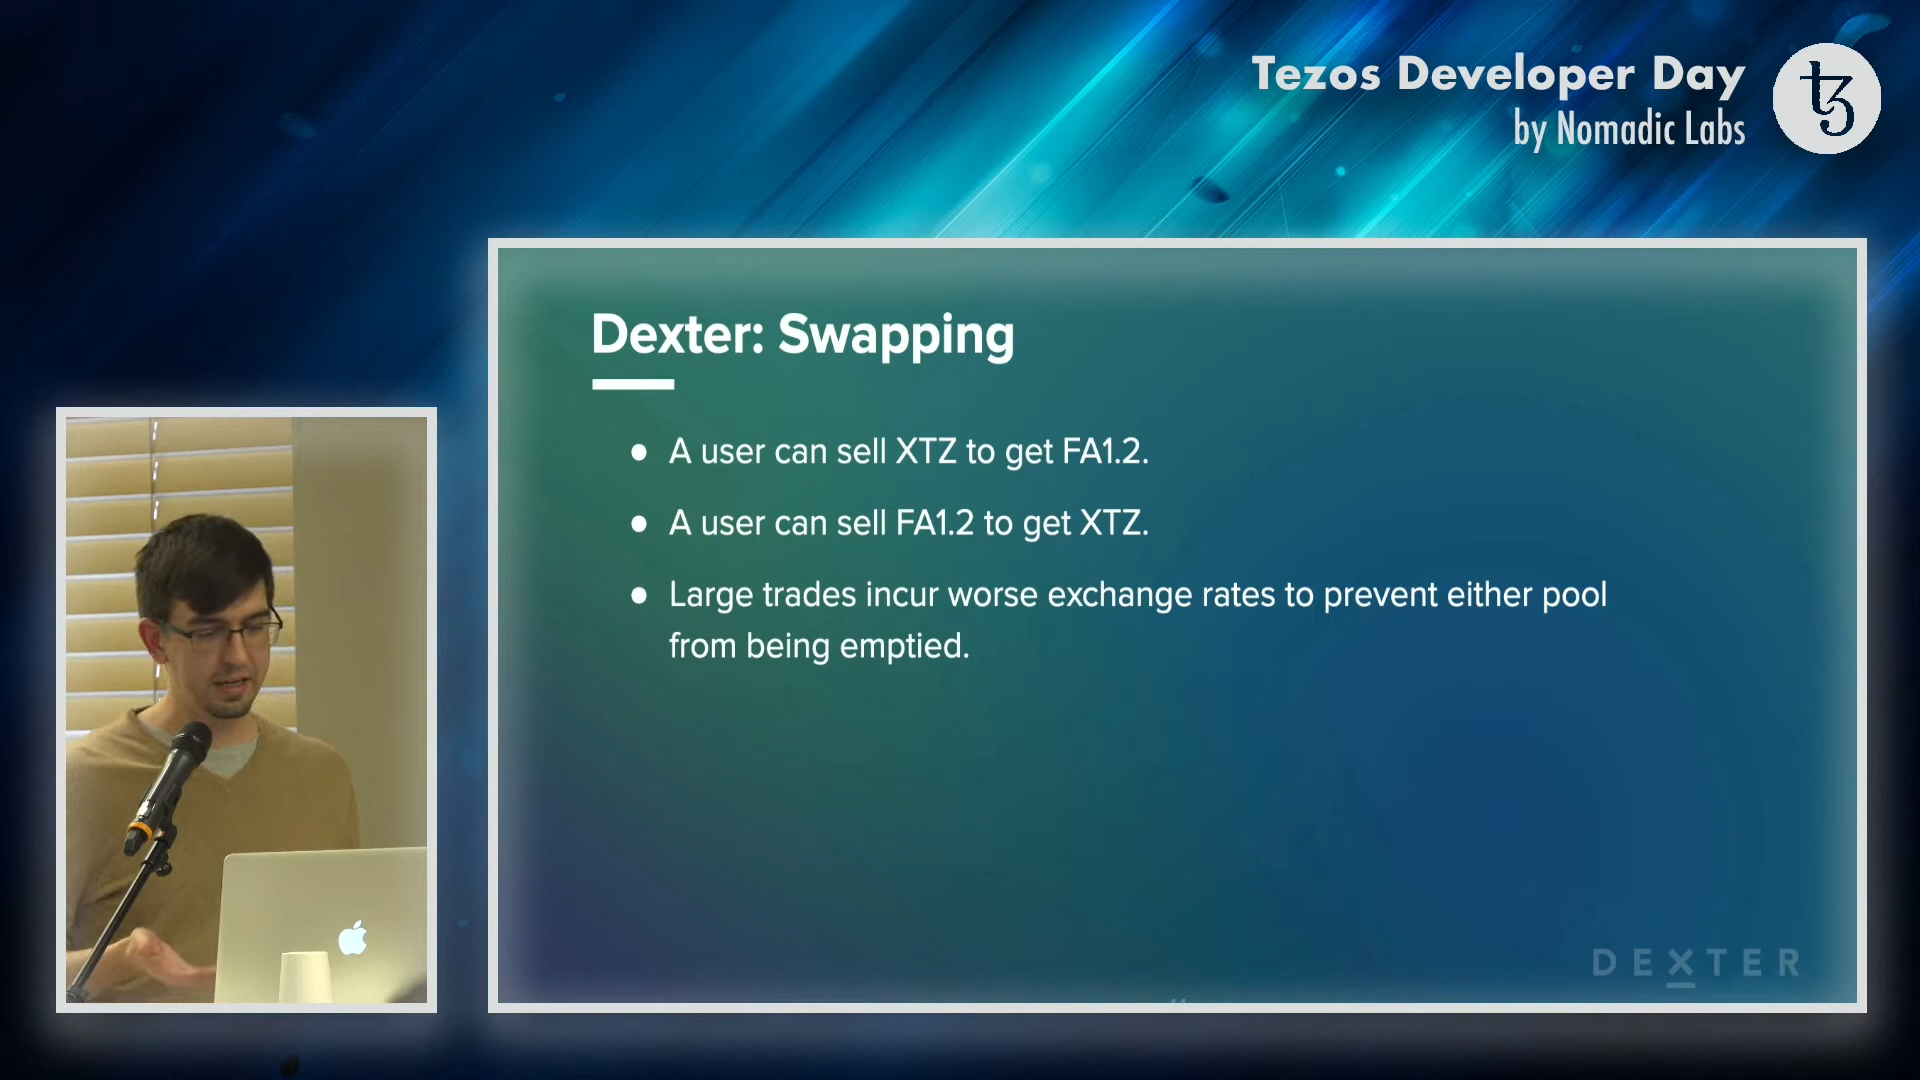 Tezos Developer Day
by Nomadic Labs
Dexter: Swapping
● A user can sell XTZ to get FA1.2.
● A user can sell FA1.2 to get XTZ.
● Large trades incur worse exchange rates to prevent either pool
from being emptied.
DEXTER